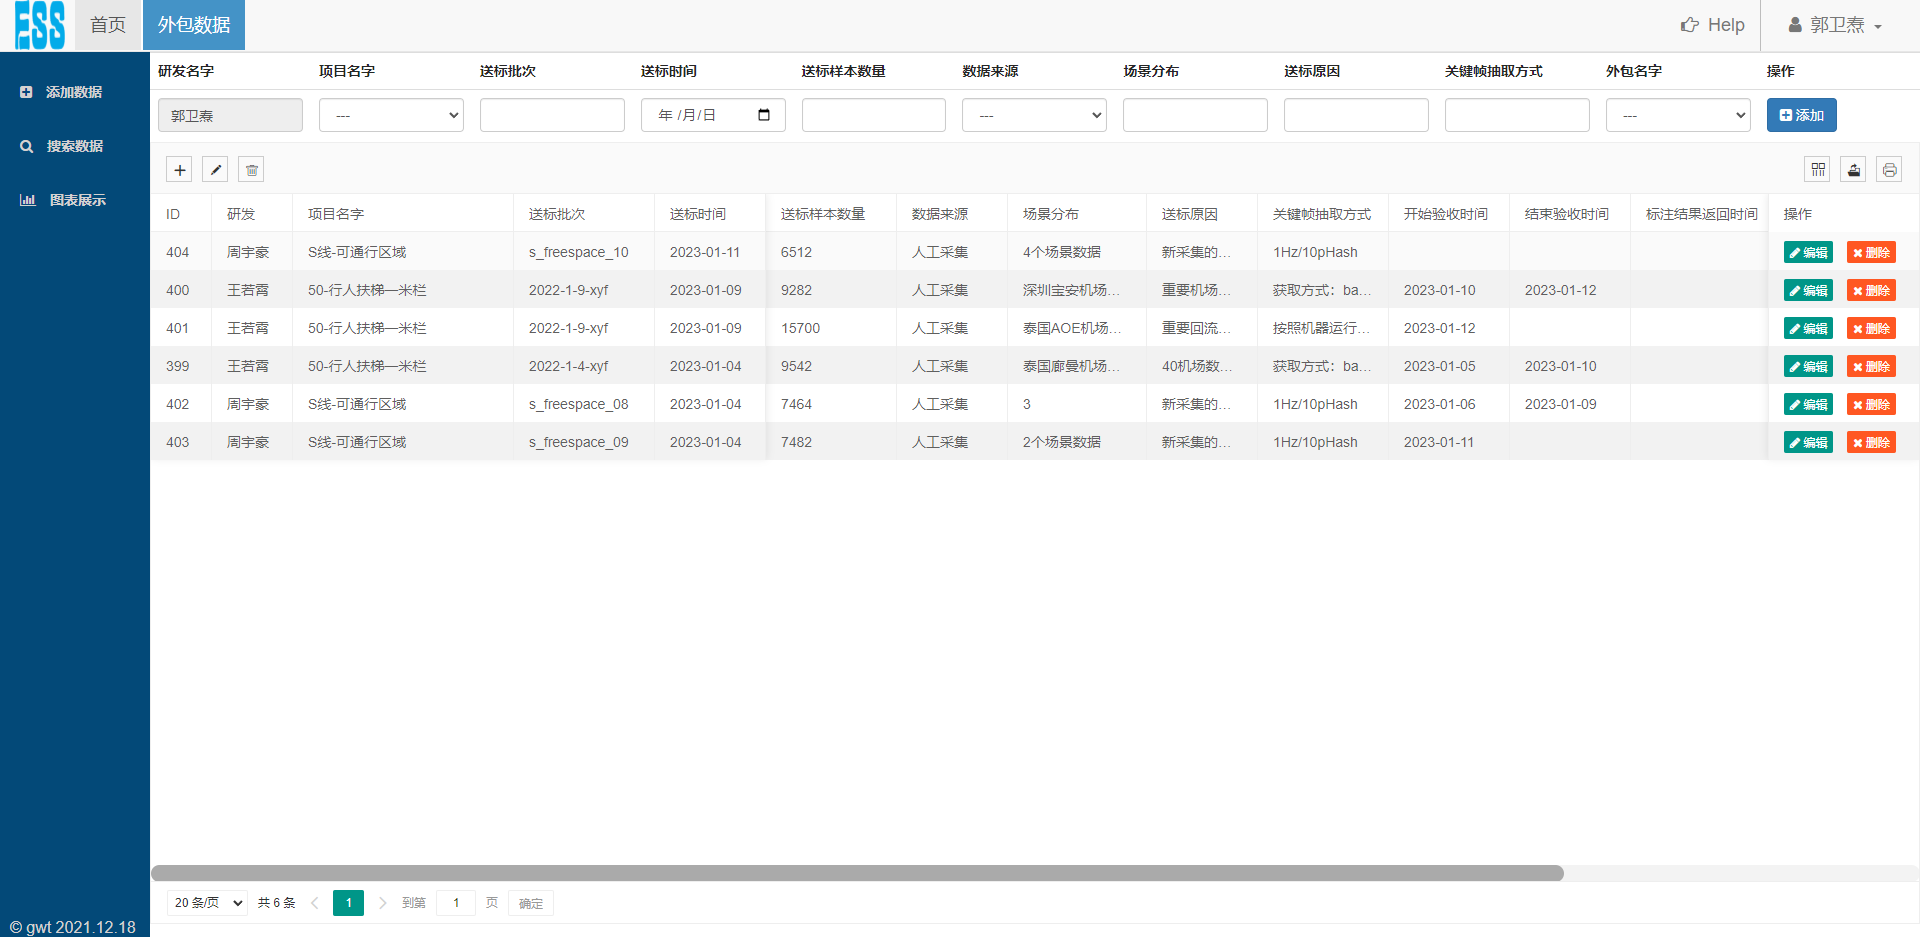 ESS 首页 外包数据 Help 郭卫焘
添加数据
搜索数据
图表展示
© gwt 2021.12.18
研发名字 项目名字 送标批次 送标时间 送标样本数量 数据来源 场景分布 送标原因 关键帧抽取方式 外包名字 操作
郭卫焘 --- 年 /月/日 --- --- 添加
ID 研发 项目名字 送标批次 送标时间 送标样本数量 数据来源 场景分布 送标原因 关键帧抽取方式 开始验收时间 结束验收时间 标注结果返回时间 操作
404 周宇豪 S线-可通行区域 s_freespace_10 2023-01-11 6512 人工采集 4个场景数据 新采集的... 1Hz/10pHash 编辑 删除
400 王若霄 50-行人扶梯一米栏 2022-1-9-xyf 2023-01-09 9282 人工采集 深圳宝安机场... 重要机场... 获取方式：ba... 2023-01-10 2023-01-12 编辑 删除
401 王若霄 50-行人扶梯一米栏 2022-1-9-xyf 2023-01-09 15700 人工采集 泰国AOE机场... 重要回流... 按照机器运行... 2023-01-12 编辑 删除
399 王若霄 50-行人扶梯一米栏 2022-1-4-xyf 2023-01-04 9542 人工采集 泰国廊曼机场... 40机场数... 获取方式：ba... 2023-01-05 2023-01-10 编辑 删除
402 周宇豪 S线-可通行区域 s_freespace_08 2023-01-04 7464 人工采集 3 新采集的... 1Hz/10pHash 2023-01-06 2023-01-09 编辑 删除
403 周宇豪 S线-可通行区域 s_freespace_09 2023-01-04 7482 人工采集 2个场景数据 新采集的... 1Hz/10pHash 2023-01-11 编辑 删除
20 条/页 共 6 条 1 到第 1 页 确定